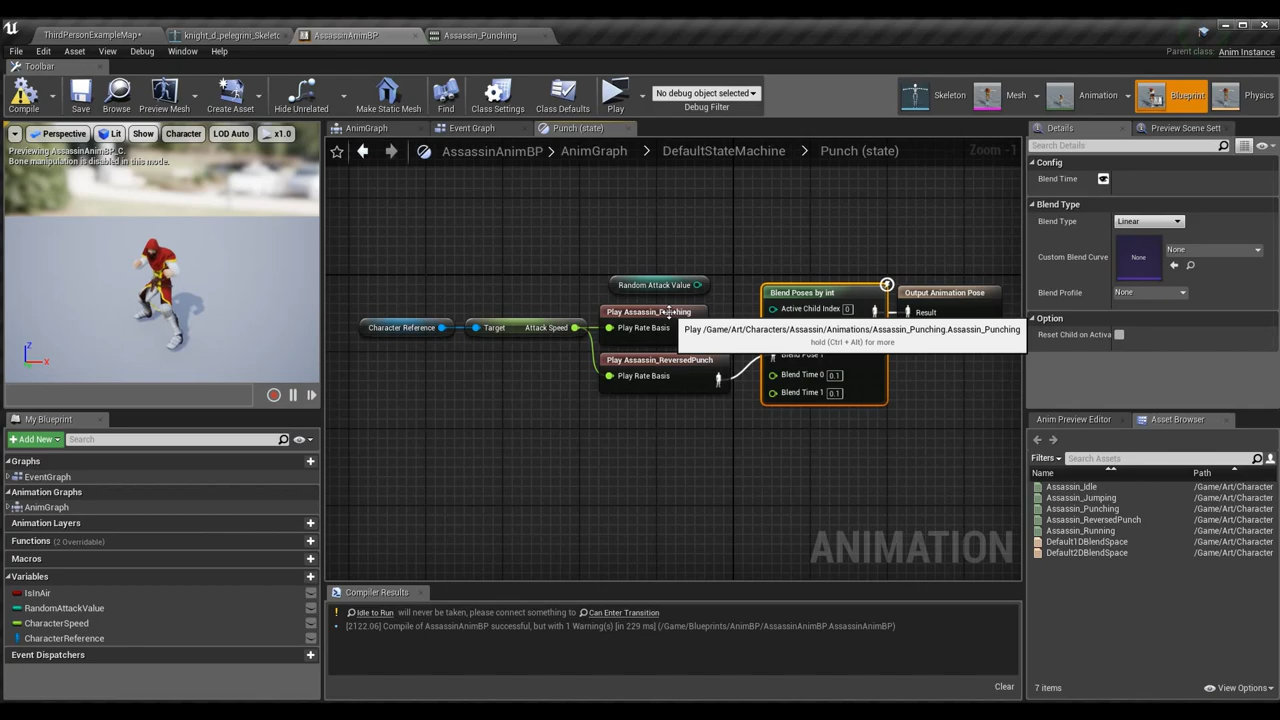 ThirdPersonExampleMap*
knight_d_pelegrini_Skeletc
AssassinAnimBP
Assassin_Punching
File Edit Asset View Debug Window Help
Parent class: Anim Instance
Toolbar
Compile
Save
Browse
Preview Mesh
Create Asset
Hide Unrelated
Make Static Mesh
Find
Class Settings
Class Defaults
Play
No debug object selected
Debug Filter
Skeleton
Mesh
Animation
Blueprint
Physics
Perspective Lit Show Character LOD Auto x1.0
Previewing AssassinAnimBP_C.
Bone manipulation is disabled in this mode.
Z
X
AnimGraph
Event Graph
Punch (state)
AssassinAnimBP > AnimGraph > DefaultStateMachine > Punch (state)
Zoom -1
Random Attack Value
Play Assassin_Punching
Play Rate Basis
Character Reference
Target Attack Speed
Play Assassin_ReversedPunch
Play Rate Basis
Blend Poses by int
Active Child Index 0
Blend Pose 1
Blend Time 0 0.1
Blend Time 1 0.1
Output Animation Pose
Result
Play /Game/Art/Characters/Assassin/Animations/Assassin_Punching.Assassin_Punching
hold (Ctrl + Alt) for more
ANIMATION
Details
Preview Scene Sett
Search Details
Config
Blend Time
Blend Type
Blend Type Linear
Custom Blend Curve None None
Blend Profile None
Option
Reset Child on Activa
My Blueprint
Add New Search
Graphs
EventGraph
Animation Graphs
AnimGraph
Animation Layers
Functions (2 Overridable)
Macros
Variables
IsInAir
RandomAttackValue
CharacterSpeed
CharacterReference
Event Dispatchers
Compiler Results
! Idle to Run will never be taken, please connect something to Can Enter Transition
• [2122.06] Compile of AssassinAnimBP successful, but with 1 Warning(s) [in 229 ms] (/Game/Blueprints/AnimBP/AssassinAnimBP.AssassinAnimBP)
Clear
Anim Preview Editor
Asset Browser
Filters Search Assets
Name Path
Assassin_Idle /Game/Art/Character
Assassin_Jumping /Game/Art/Character
Assassin_Punching /Game/Art/Character
Assassin_ReversedPunch /Game/Art/Character
Assassin_Running /Game/Art/Character
Default1DBlendSpace /Game/Art/Character
Default2DBlendSpace /Game/Art/Character
7 items
View Options